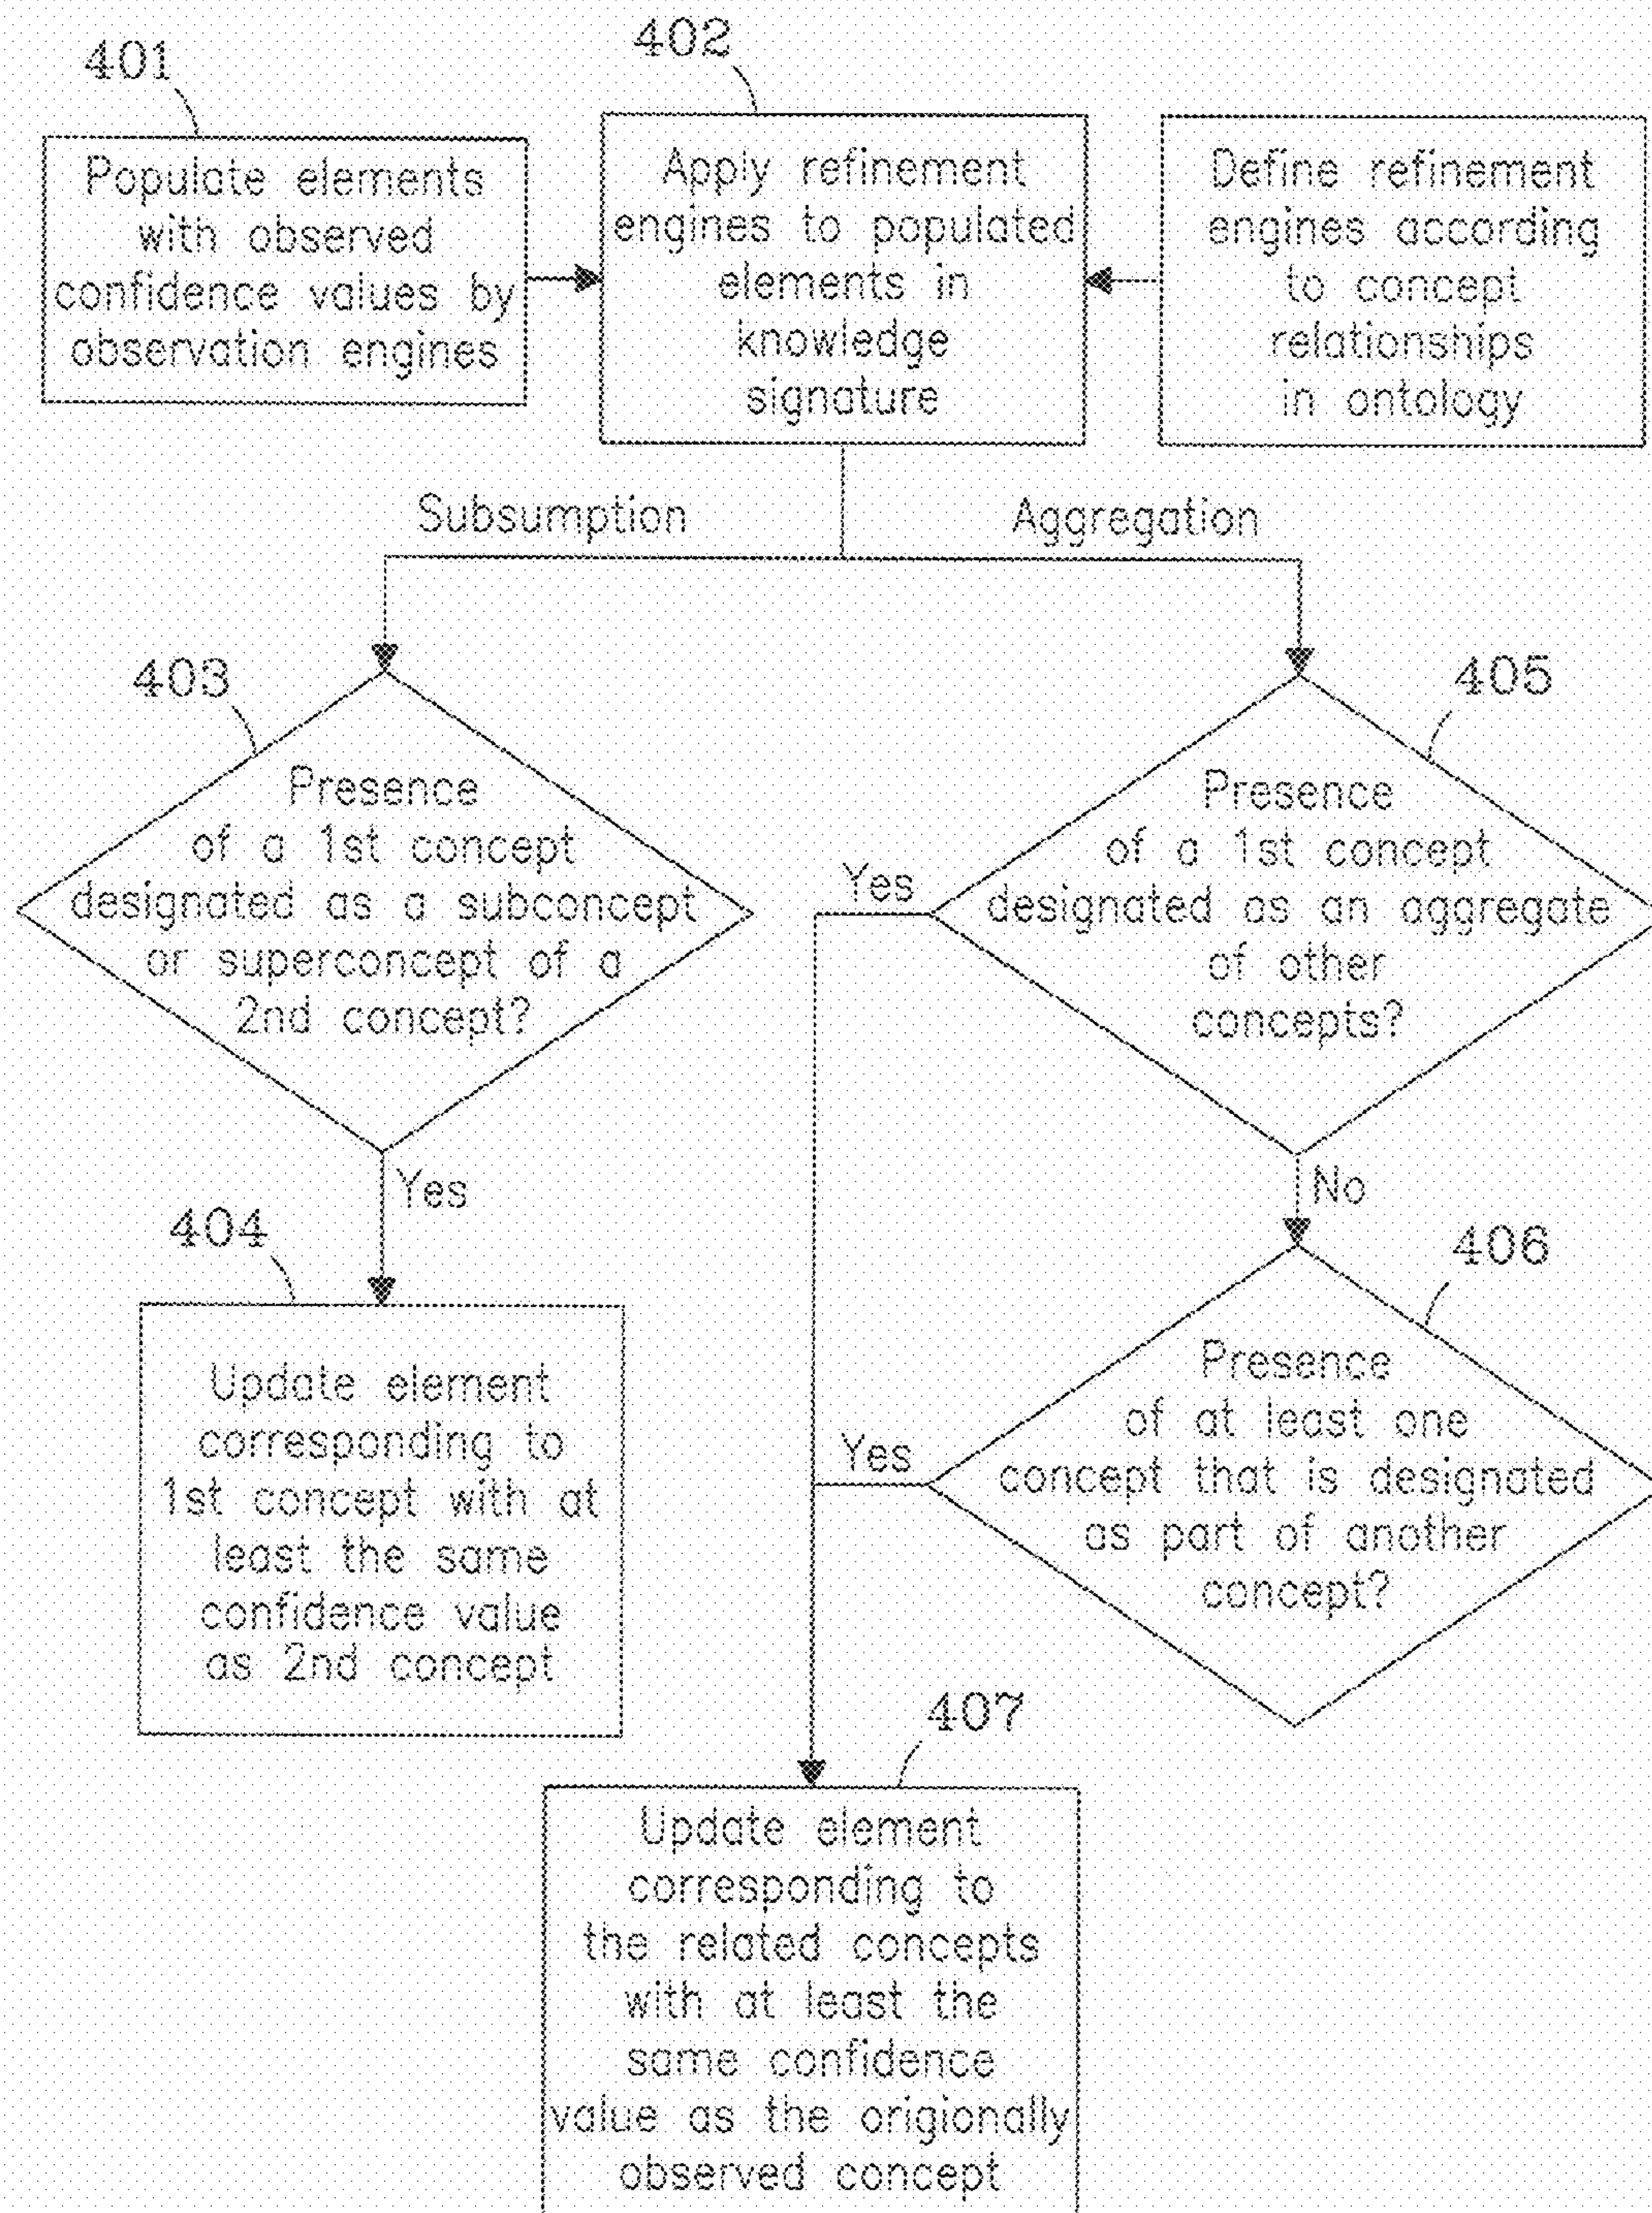 401
Populate elements
with observed
confidence values by
observation engines
402
Apply refinement
engines to populated
elements in
knowledge
signature
Define refinement
engines according
to concept
relationships
in ontology
Subsumption
Aggregation
403
Presence
of a 1st concept
designated as a subconcept
or superconcept of a
2nd concept?
Yes
404
Update element
corresponding to
1st concept with at
least the same
confidence value
as 2nd concept
405
Presence
of a 1st concept
designated as an aggregate
of other
concepts?
Yes
No
406
Presence
of at least one
concept that is designated
as part of another
concept?
Yes
407
Update element
corresponding to
the related concepts
with at least the
same confidence
value as the origionally
observed concept